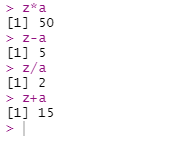 > z*a
[1] 50
> z-a
[1] 5
> z/a
[1] 2
> z+a
[1] 15
>